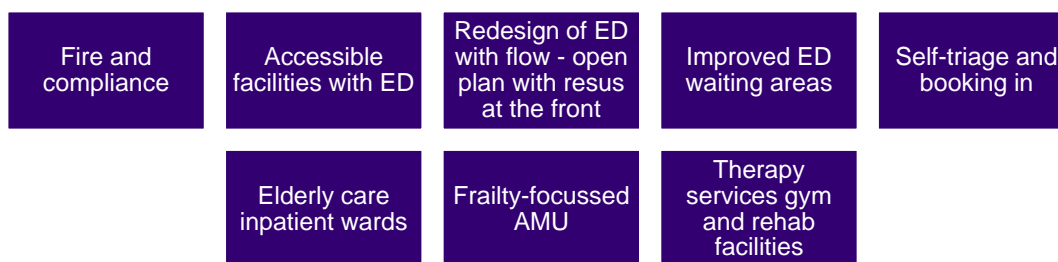 Fire and
compliance
Accessible
facilities with ED
Redesign of ED
with flow - open
plan with resus
at the front
Improved ED
waiting areas
Self-triage and
booking in
Elderly care
inpatient wards
Frailty-focussed
AMU
Therapy
services gym
and rehab
facilities